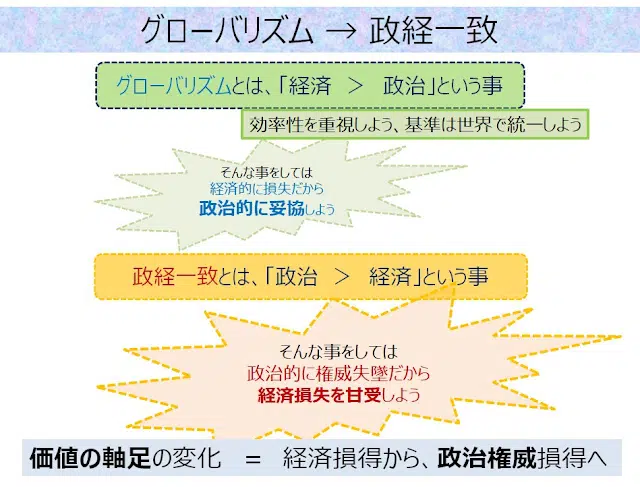 グローバリズム → 政経一致
グローバリズムとは、「経済 > 政治」という事
効率性を重視しよう、基準は世界で統一しよう
そんな事をしては
経済的に損失だから
政治的に妥協しよう
政経一致とは、「政治 > 経済」という事
そんな事をしては
政治的に権威失墜だから
経済損失を甘受しよう
価値の軸足の変化 = 経済損得から、政治権威損得へ